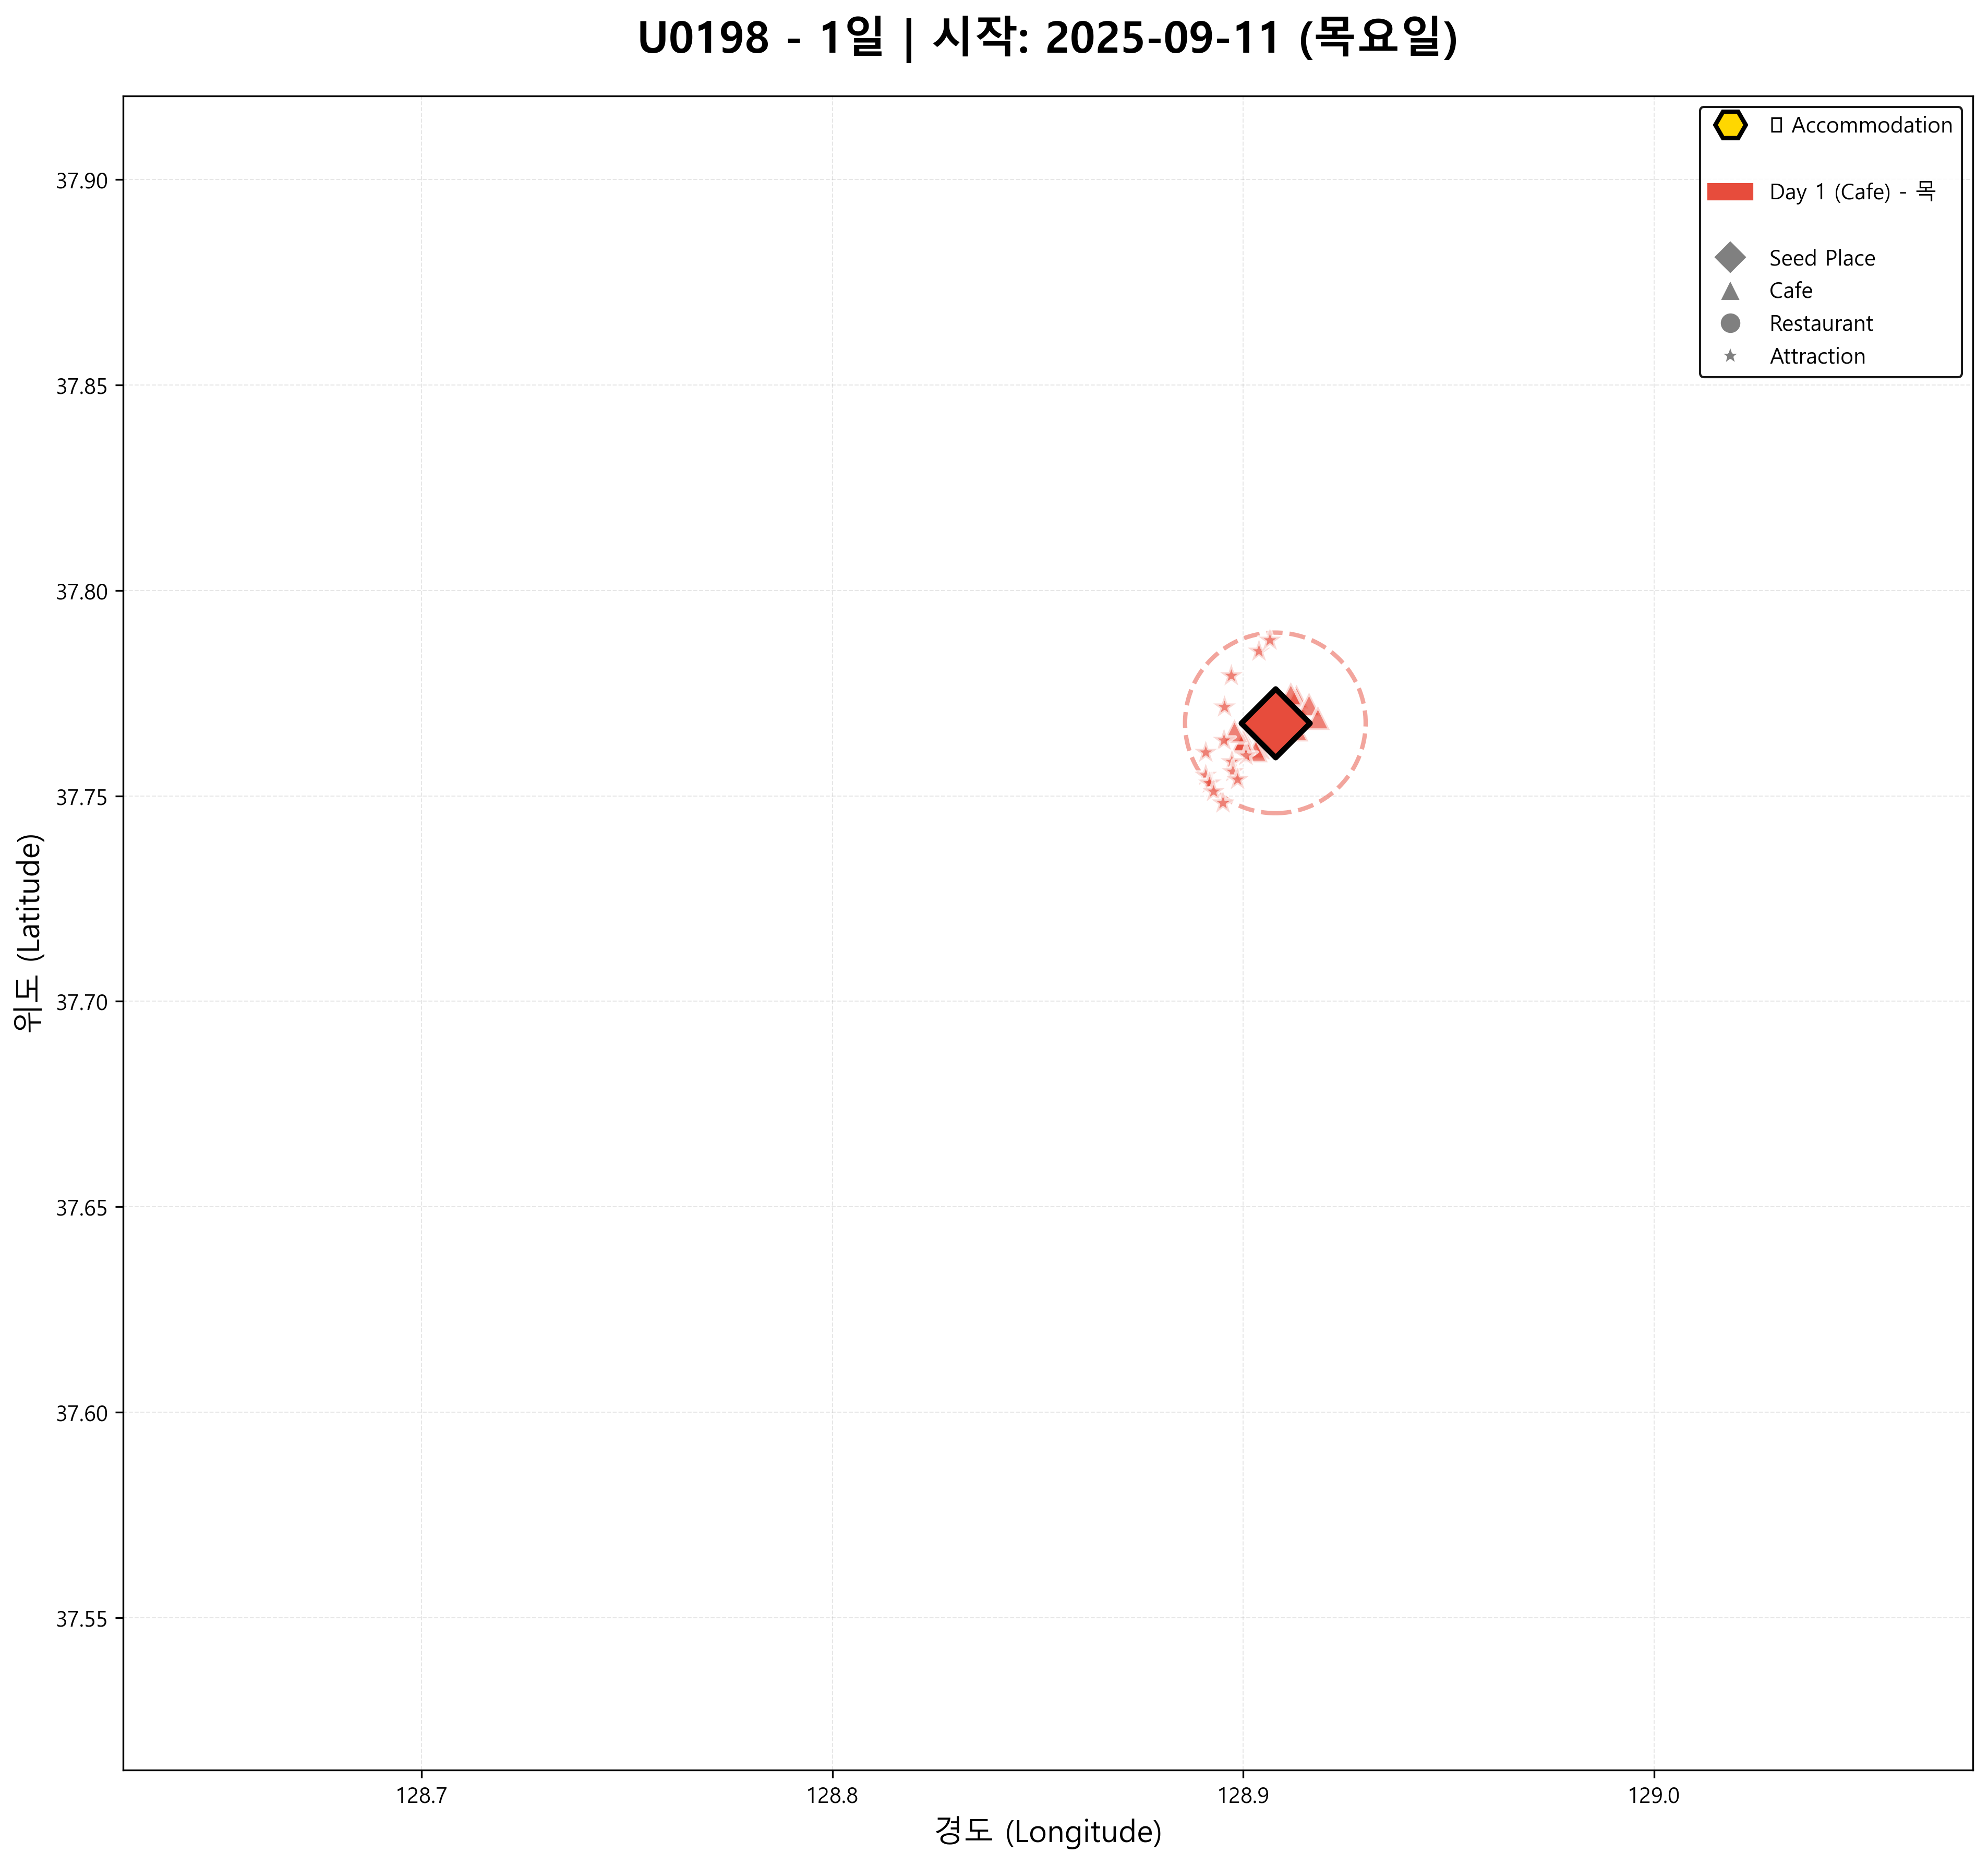 U0198 - 1일 | 시작: 2025-09-11 (목요일)
Accommodation
Day 1 (Cafe) - 목
Seed Place
Cafe
Restaurant
Attraction
37.90
37.85
37.80
37.75
37.70
37.65
37.60
37.55
위도 (Latitude)
128.7
128.8
128.9
129.0
경도 (Longitude)